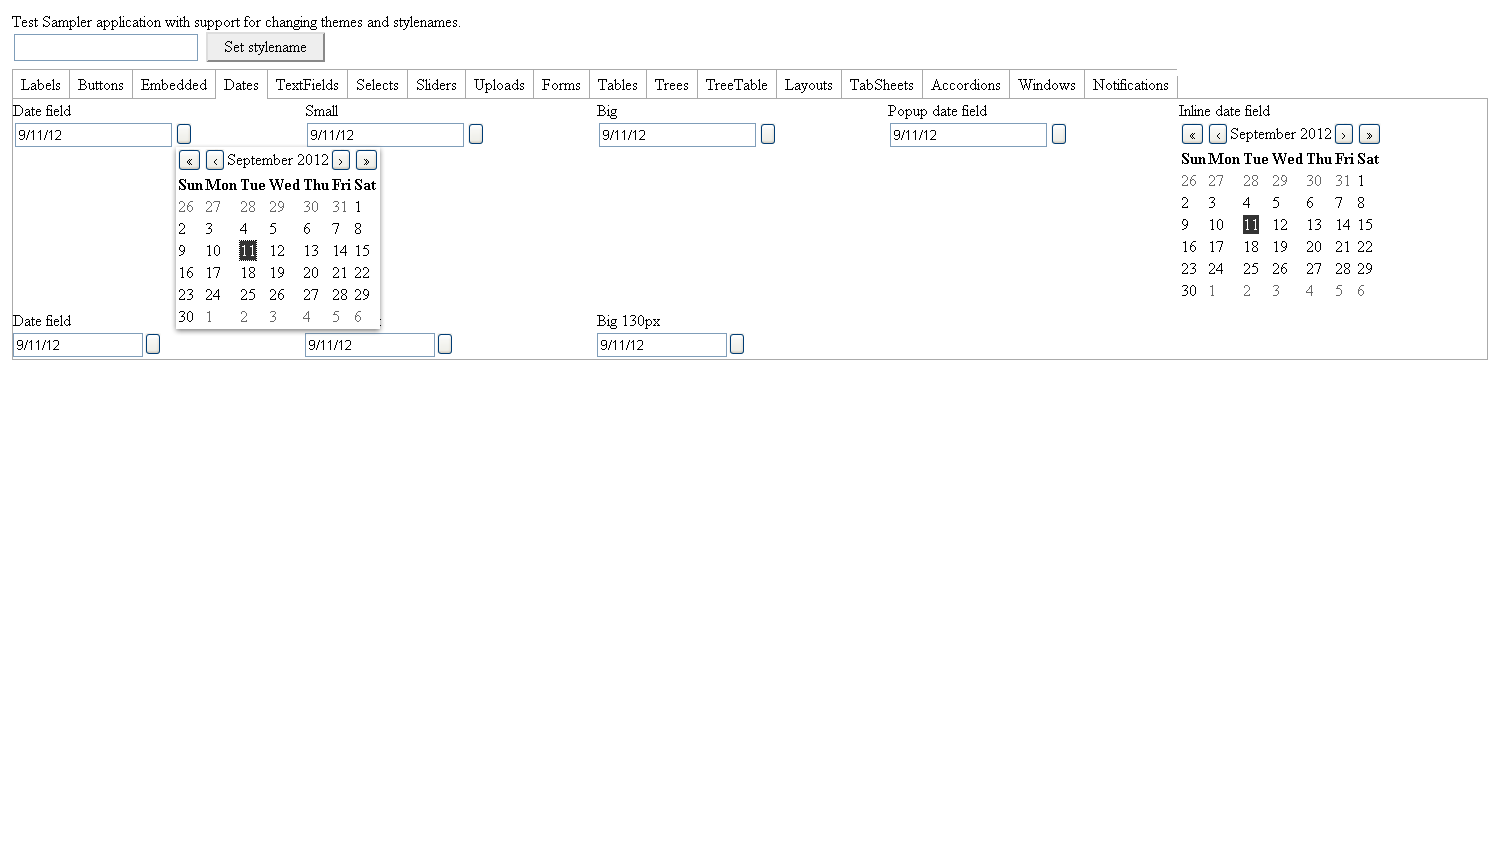 Test Sampler application with support for changing themes and stylenames.
Set stylename
Labels Buttons Embedded Dates TextFields Selects Sliders Uploads Forms Tables Trees TreeTable Layouts TabSheets Accordions Windows Notifications
Date field Small Big Popup date field Inline date field
9/11/12 9/11/12 9/11/12 9/11/12
« ‹ September 2012 › »
Sun Mon Tue Wed Thu Fri Sat
26 27 28 29 30 31 1
2 3 4 5 6 7 8
9 10 11 12 13 14 15
16 17 18 19 20 21 22
23 24 25 26 27 28 29
30 1 2 3 4 5 6
« ‹ September 2012 › »
Sun Mon Tue Wed Thu Fri Sat
26 27 28 29 30 31 1
2 3 4 5 6 7 8
9 10 11 12 13 14 15
16 17 18 19 20 21 22
23 24 25 26 27 28 29
30 1 2 3 4 5 6
Date field Big 130px
9/11/12 9/11/12 9/11/12